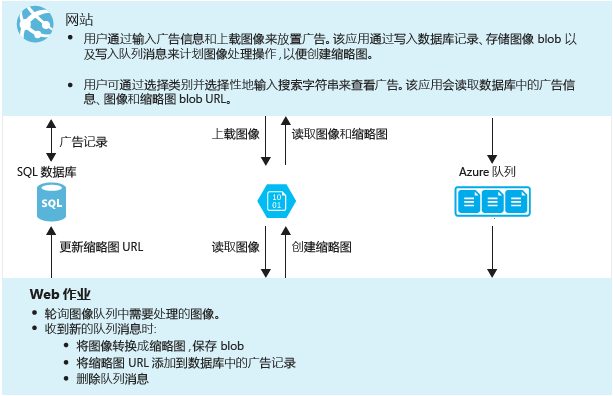 网站
• 用户通过输入广告信息和上载图像来放置广告。该应用通过写入数据库记录、存储图像 blob 以
及写入队列消息来计划图像处理操作,以便创建缩略图。
• 用户可通过选择类别并选择性地输入搜索字符串来查看广告。该应用会读取数据库中的广告信
息、图像和缩略图 blob URL。
广告记录
上载图像
读取图像和缩略图
SQL 数据库
Azure 队列
SQL
10
01
更新缩略图 URL
读取图像
创建缩略图
Web 作业
• 轮询图像队列中需要处理的图像。
• 收到新的队列消息时:
• 将图像转换成缩略图,保存 blob
• 将缩略图 URL 添加到数据库中的广告记录
• 删除队列消息